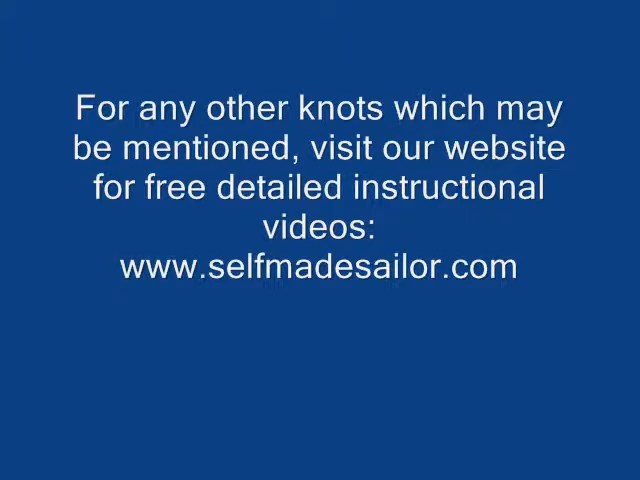 For any other knots which may
be mentioned, visit our website
for free detailed instructional
videos:
www.selfmadesailor.com